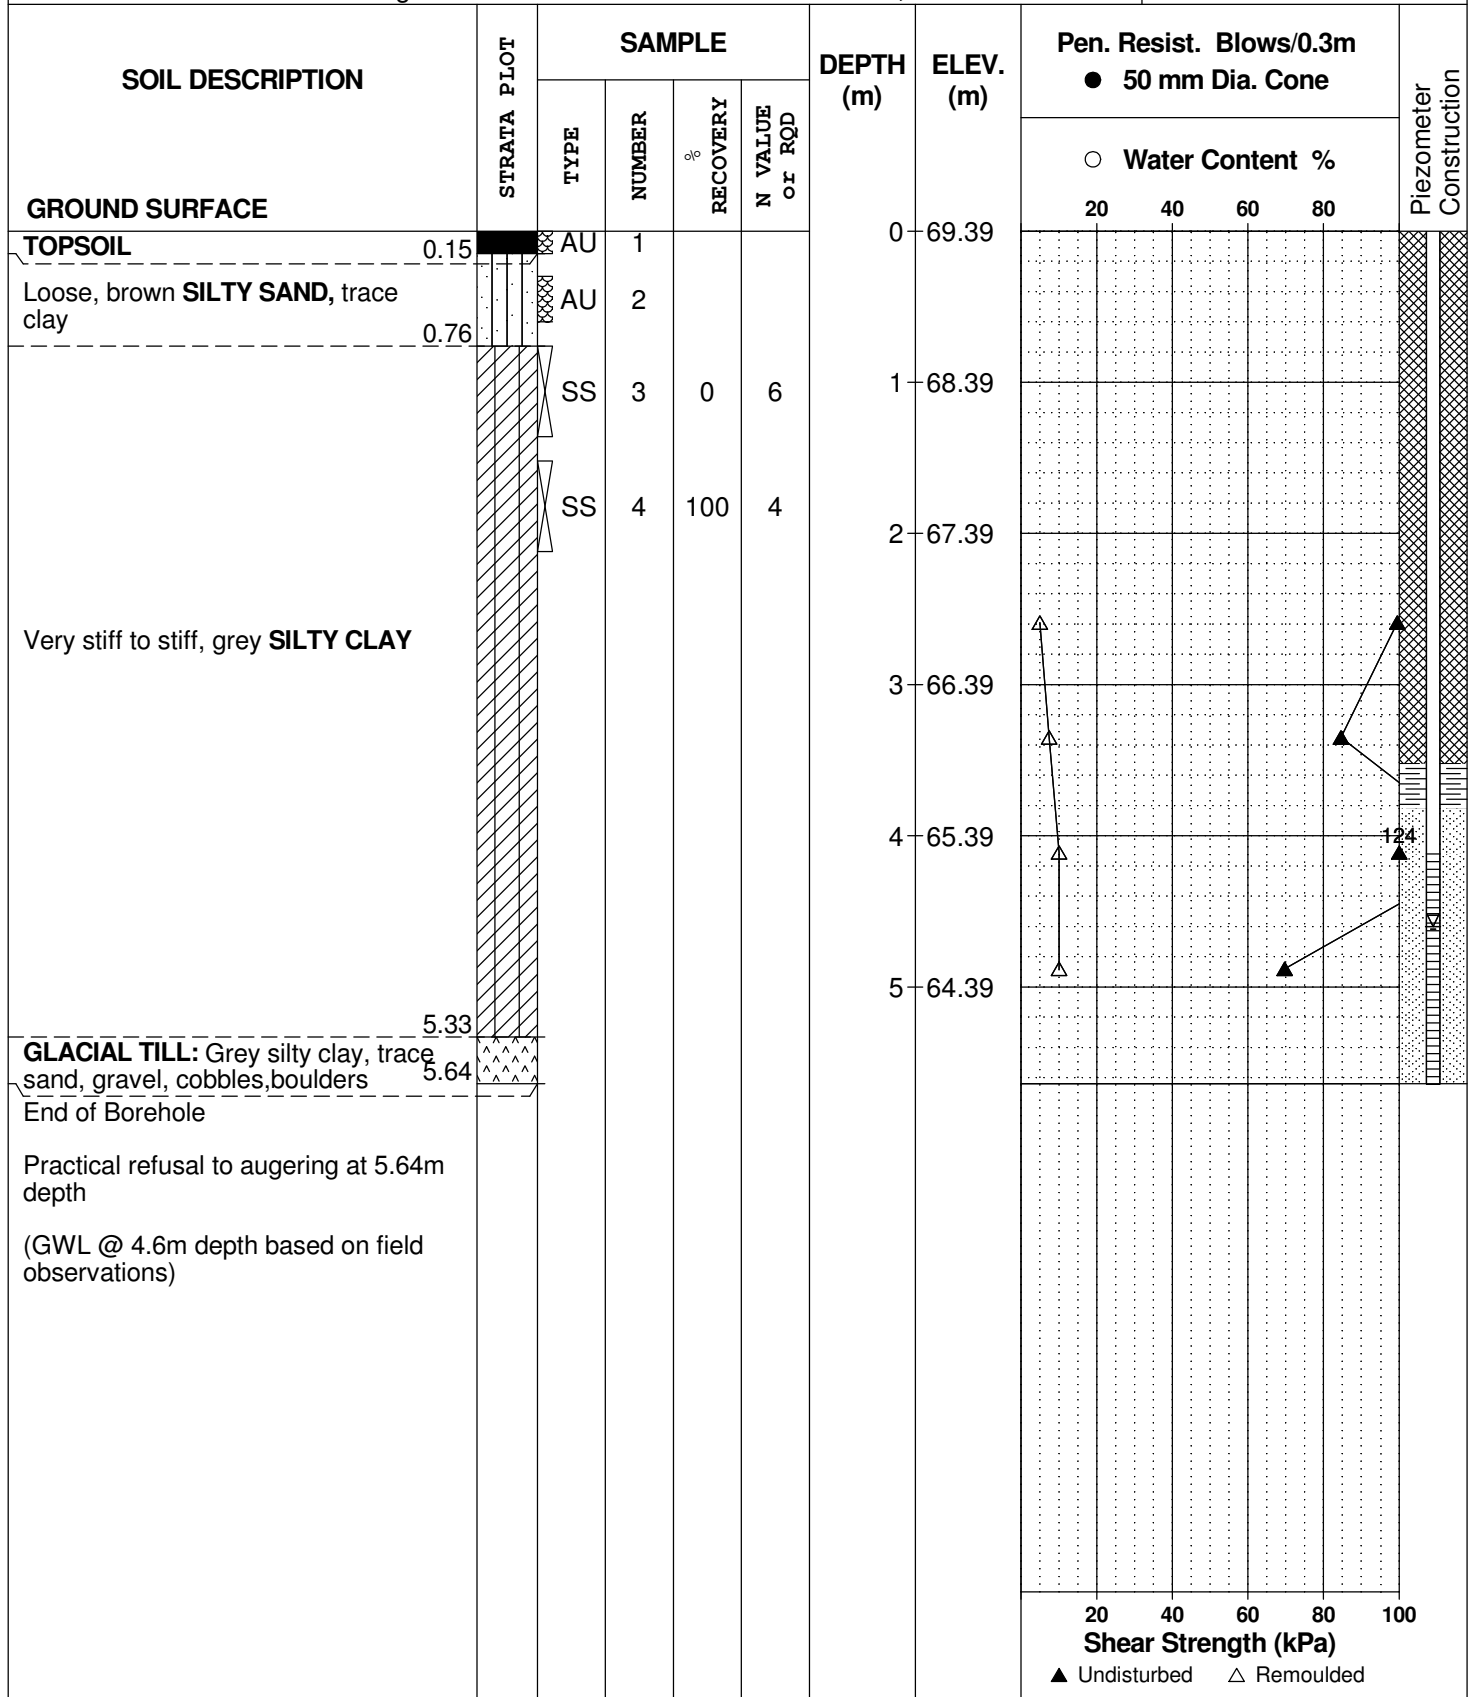 SOIL DESCRIPTION
GROUND SURFACE
STRATA PLOT
SAMPLE
TYPE
NUMBER
%
RECOVERY
N VALUE
or RQD
DEPTH
(m)
ELEV.
(m)
Pen. Resist. Blows/0.3m
● 50 mm Dia. Cone
○ Water Content %
20 40 60 80
Piezometer
Construction
TOPSOIL 0.15
AU 1
0 69.39
Loose, brown SILTY SAND, trace
clay
0.76
AU 2
SS 3 0 6
1 68.39
SS 4 100 4
2 67.39
Very stiff to stiff, grey SILTY CLAY
3 66.39
4 65.39
124
5 64.39
5.33
GLACIAL TILL: Grey silty clay, trace
sand, gravel, cobbles,boulders 5.64
End of Borehole
Practical refusal to augering at 5.64m
depth
(GWL @ 4.6m depth based on field
observations)
20 40 60 80 100
Shear Strength (kPa)
▲ Undisturbed △ Remoulded